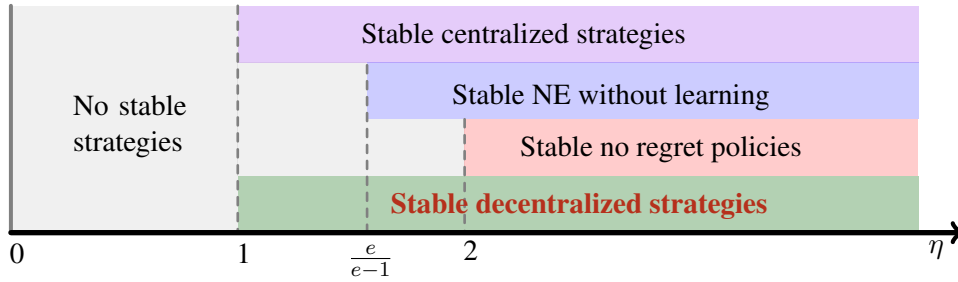 Stable centralized strategies
Stable NE without learning
No stable
strategies
Stable no regret policies
Stable decentralized strategies
0 1 e/(e−1) 2 η